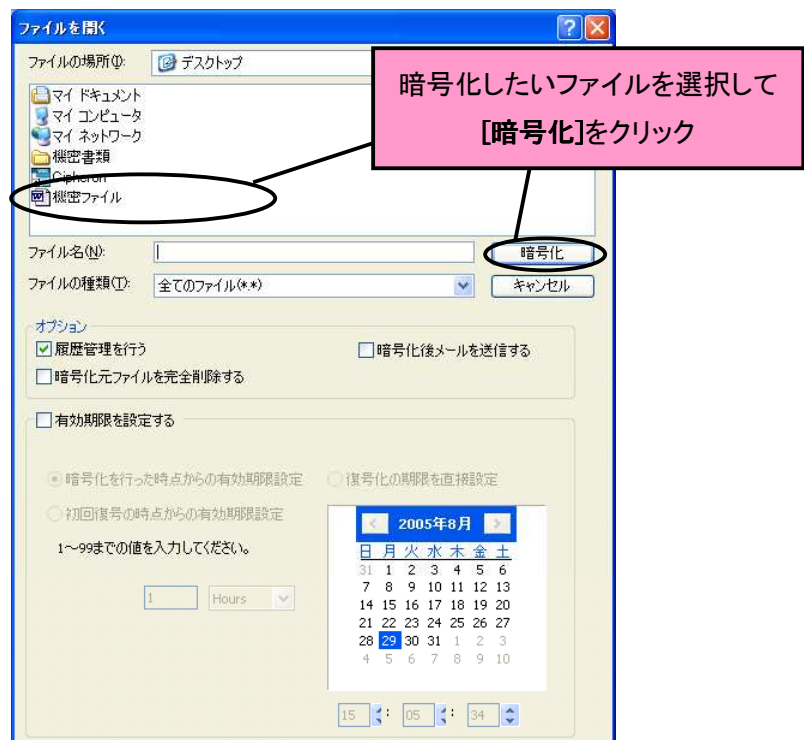 ファイルを開く
ファイルの場所(I):
デスクトップ
暗号化したいファイルを選択して
[暗号化]をクリック
マイ ドキュメント
マイ コンピュータ
マイ ネットワーク
機密書類
Cipheron
機密ファイル
ファイル名(N):
暗号化
ファイルの種類(T):
全てのファイル(*.*)
キャンセル
オプション
履歴管理を行う
暗号化後メールを送信する
暗号化元ファイルを完全削除する
有効期限を設定する
暗号化を行った時点からの有効期限設定
復号化の期限を直接設定
初回復号の時点からの有効期限設定
1~99までの値を入力してください。
1 Hours
2005年8月
日 月 火 水 木 金 土
31 1 2 3 4 5 6
7 8 9 10 11 12 13
14 15 16 17 18 19 20
21 22 23 24 25 26 27
28 29 30 31 1 2 3
4 5 6 7 8 9 10
15 : 05 : 34